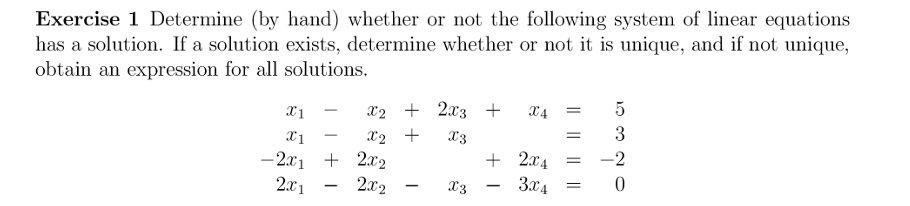 Exercise 1 Determine (by hand) whether or not the following system of linear equations
has a solution. If a solution exists, determine whether or not it is unique, and if not unique,
obtain an expression for all solutions.
x₁ − x₂ + 2x₃ + x₄ = 5
x₁ − x₂ + x₃ = 3
−2x₁ + 2x₂ + 2x₄ = −2
2x₁ − 2x₂ − x₃ − 3x₄ = 0